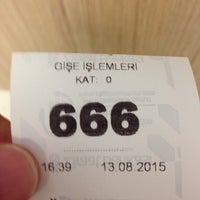 GİŞE İŞLEMLERİ
KAT: 0
666
16:39 13.08.2015